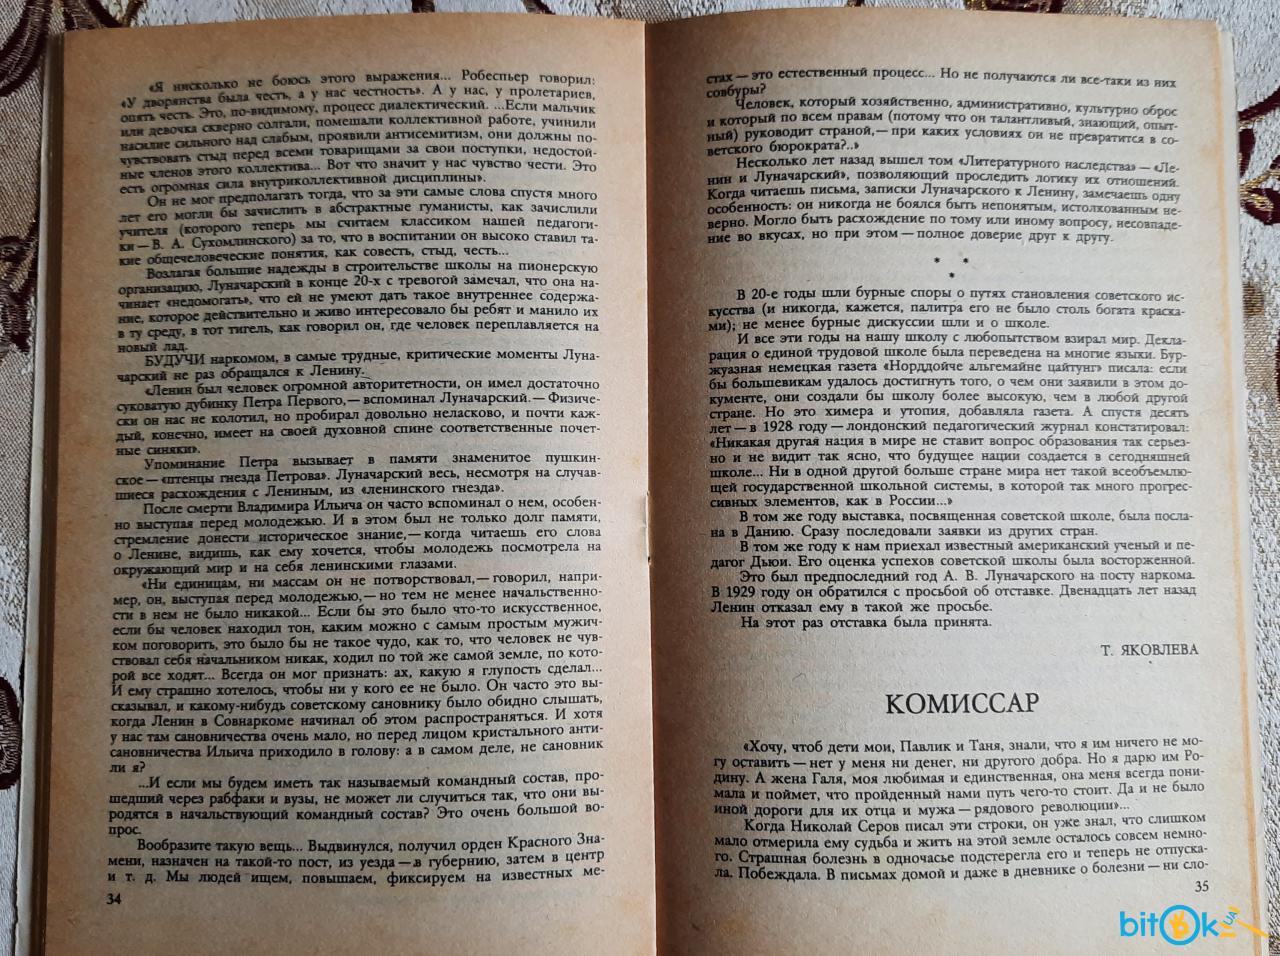 «Я нисколько не боюсь этого выражения... Робеспьер говорил:
«У дворянства была честь, а у нас честность». А у нас, у пролетариев,
опять честь. Это, по-видимому, процесс диалектический. ...Если мальчик
или девочка скверно солгали, помешали коллективной работе, учинили
насилие сильного над слабым, проявили антисемитизм, они должны по-
чувствовать стыд перед всеми товарищами за свои поступки, недостой-
ные членов этого коллектива... Вот что значит у нас чувство чести. Это
есть огромная сила внутриколлективной дисциплины».
Он не мог предполагать тогда, что за эти самые слова спустя много
лет его могли бы зачислить в абстрактные гуманисты, как зачислили
учителя (которого теперь мы считаем классиком нашей педагоги-
ки — В. А. Сухомлинского) за то, что в воспитании он высоко ставил та-
кие общечеловеческие понятия, как совесть, стыд, честь...
Возлагая большие надежды в строительстве школы на пионерскую
организацию, Луначарский в конце 20-х с тревогой замечал, что она на-
чинает «недомогать», что ей не умеют дать такое внутреннее содержа-
ние, которое действительно и живо интересовало бы ребят и манило их
в ту среду, в тот тигель, как говорил он, где человек переплавляется на
новый лад.
БУДУЧИ наркомом, в самые трудные, критические моменты Луна-
чарский не раз обращался к Ленину.
«Ленин был человек огромной авторитетности, он имел достаточно
суковатую дубинку Петра Первого,— вспоминал Луначарский.— Физиче-
ски он нас не колотил, но пробирал довольно неласково, и почти каж-
дый, конечно, имеет на своей духовной спине соответственные почет-
ные синяки».
Упоминание Петра вызывает в памяти знаменитое пушкин-
ское — «птенцы гнезда Петрова». Луначарский весь, несмотря на случав-
шиеся расхождения с Лениным, из «ленинского гнезда».
После смерти Владимира Ильича он часто вспоминал о нем, особен-
но выступая перед молодежью. И в этом был не только долг памяти,
стремление донести историческое знание,— когда читаешь его слова
о Ленине, видишь, как ему хочется, чтобы молодежь посмотрела на
окружающий мир и на себя ленинскими глазами.
«Ни единицам, ни массам он не потворствовал,— говорил, напри-
мер, он, выступая перед молодежью,— но тем не менее начальственно-
сти в нем не было никакой... Если бы это было что-то искусственное,
если бы человек находил тон, каким можно с самым простым мужич-
ком поговорить, это было бы не такое чудо, как то, что человек не чув-
ствовал себя начальником никак, ходил по той же самой земле, по кото-
рой все ходят... Всегда он мог признать: ах, какую я глупость сделал...
И ему страшно хотелось, чтобы ни у кого ее не было. Он часто это вы-
сказывал, и какому-нибудь советскому сановнику было обидно слышать,
когда Ленин в Совнаркоме начинал об этом распространяться. И хотя
у нас там сановничества очень мало, но перед лицом кристального анти-
сановничества Ильича приходило в голову: а в самом деле, не сановник
ли я?
...И если мы будем иметь так называемый командный состав, про-
шедший через рабфаки и вузы, не может ли случиться так, что они вы-
родятся в начальствующий командный состав? Это очень большой во-
прос.
Вообразите такую вещь... Выдвинулся, получил орден Красного Зна-
мени, назначен на такой-то пост, из уезда — в губернию, затем в центр
и т. д. Мы людей ищем, повышаем, фиксируем на известных ме-
34
стах — это естественный процесс... Но не получаются ли все-таки из них
совбуры?
Человек, который хозяйственно, административно, культурно оброс
и который по всем правам (потому что он талантливый, знающий, опыт-
ный) руководит страной,— при каких условиях он не превратится в со-
ветского бюрократа?..»
Несколько лет назад вышел том «Литературного наследства» — «Ле-
нин и Луначарский», позволяющий проследить логику их отношений.
Когда читаешь письма, записки Луначарского к Ленину, замечаешь одну
особенность: он никогда не боялся быть непонятым, истолкованным не-
верно. Могло быть расхождение по тому или иному вопросу, несовпаде-
ние во вкусах, но при этом — полное доверие друг к другу.
* *
*
В 20-е годы шли бурные споры о путях становления советского ис-
кусства (и никогда, кажется, палитра его не было столь богата краска-
ми); не менее бурные дискуссии шли и о школе.
И все эти годы на нашу школу с любопытством взирал мир. Декла-
рация о единой трудовой школе была переведена на многие языки. Бур-
жуазная немецкая газета «Норддойче альгемайне цайтунг» писала: если
бы большевикам удалось достигнуть того, о чем они заявили в этом до-
кументе, они создали бы школу более высокую, чем в любой другой
стране. Но это химера и утопия, добавляла газета. А спустя десять
лет — в 1928 году — лондонский педагогический журнал констатировал:
«Никакая другая нация в мире не ставит вопрос образования так серьез-
но и не видит так ясно, что будущее нации создается в сегодняшней
школе... Ни в одной другой больше стране мира нет такой всеобъемлю-
щей государственной школьной системы, в которой так много прогрес-
сивных элементов, как в России...»
В том же году выставка, посвященная советской школе, была посла-
на в Данию. Сразу последовали заявки из других стран.
В том же году к нам приехал известный американский ученый и пе-
дагог Дьюи. Его оценка успехов советской школы была восторженной.
Это был предпоследний год А. В. Луначарского на посту наркома.
В 1929 году он обратился с просьбой об отставке. Двенадцать лет назад
Ленин отказал ему в такой же просьбе.
На этот раз отставка была принята.
Т. ЯКОВЛЕВА
КОМИССАР
«Хочу, чтоб дети мои, Павлик и Таня, знали, что я им ничего не мо-
гу оставить — нет у меня ни денег, ни другого добра. Но я дарю им Ро-
дину. А жена Галя, моя любимая и единственная, она меня всегда пони-
мала и поймет, что пройденный нами путь чего-то стоит. Да и не было
иной дороги для их отца и мужа — рядового революции»...
Когда Николай Серов писал эти строки, он уже знал, что слишком
мало отмерила ему судьба и жить на этой земле осталось совсем немно-
го. Страшная болезнь в одночасье подстерегла его и теперь не отпуска-
ла. Побеждала. В письмах домой и даже в дневнике о болезни — ни сло-
35
bitok UA